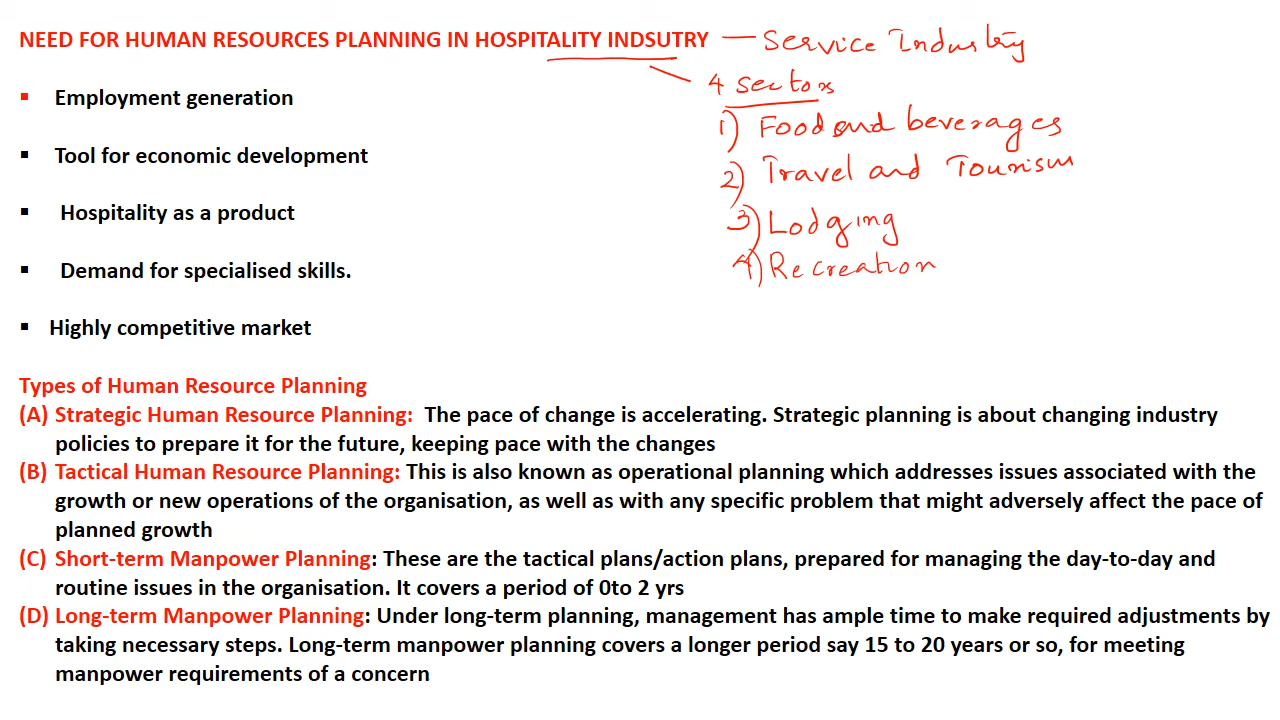 NEED FOR HUMAN RESOURCES PLANNING IN HOSPITALITY INDSUTRY — Service Industry
4 Sectors
▪ Employment generation
1) Food and beverages
▪ Tool for economic development
2) Travel and Tourism
▪ Hospitality as a product
3) Lodging
▪ Demand for specialised skills.
4) Recreation
▪ Highly competitive market
Types of Human Resource Planning
(A) Strategic Human Resource Planning: The pace of change is accelerating. Strategic planning is about changing industry
policies to prepare it for the future, keeping pace with the changes
(B) Tactical Human Resource Planning: This is also known as operational planning which addresses issues associated with the
growth or new operations of the organisation, as well as with any specific problem that might adversely affect the pace of
planned growth
(C) Short-term Manpower Planning: These are the tactical plans/action plans, prepared for managing the day-to-day and
routine issues in the organisation. It covers a period of 0to 2 yrs
(D) Long-term Manpower Planning: Under long-term planning, management has ample time to make required adjustments by
taking necessary steps. Long-term manpower planning covers a longer period say 15 to 20 years or so, for meeting
manpower requirements of a concern